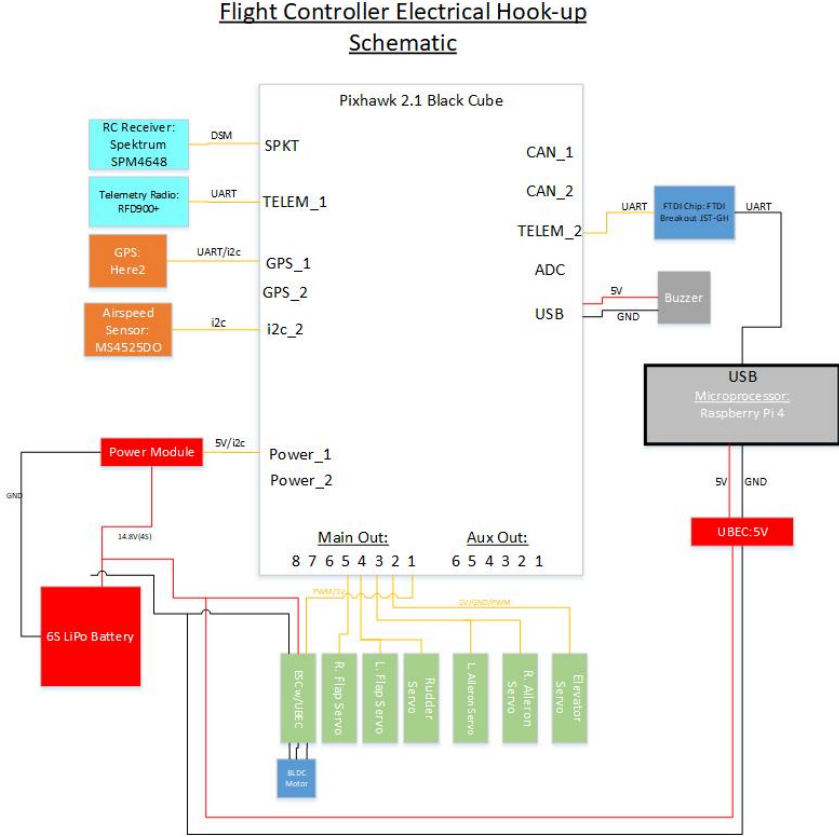 Flight Controller Electrical Hook-up
Schematic
Pixhawk 2.1 Black Cube
RC Receiver:
Spektrum
SPM4648
DSM
SPKT
Telemetry Radio:
RFD900+
UART
TELEM_1
GPS:
Here2
UART/i2c
GPS_1
GPS_2
Airspeed
Sensor:
MS4525DO
i2c
i2c_2
CAN_1
CAN_2
TELEM_2
ADC
USB
UART
FTDI Chip: FTDI
Breakout JST-GH
UART
5V
GND
Buzzer
USB
Microprocessor:
Raspberry Pi 4
5V
GND
UBEC:5V
Power Module
5V/i2c
Power_1
Power_2
GND
14.8V(4S)
6S LiPo Battery
Main Out:
8 7 6 5 4 3 2 1
Aux Out:
6 5 4 3 2 1
PWM/5V
5V/GND/PWM
ESC w/UBEC
R. Flap Servo
L. Flap Servo
Rudder
Servo
L. Aileron Servo
R. Aileron
Servo
Elevator
Servo
BLDC
Motor